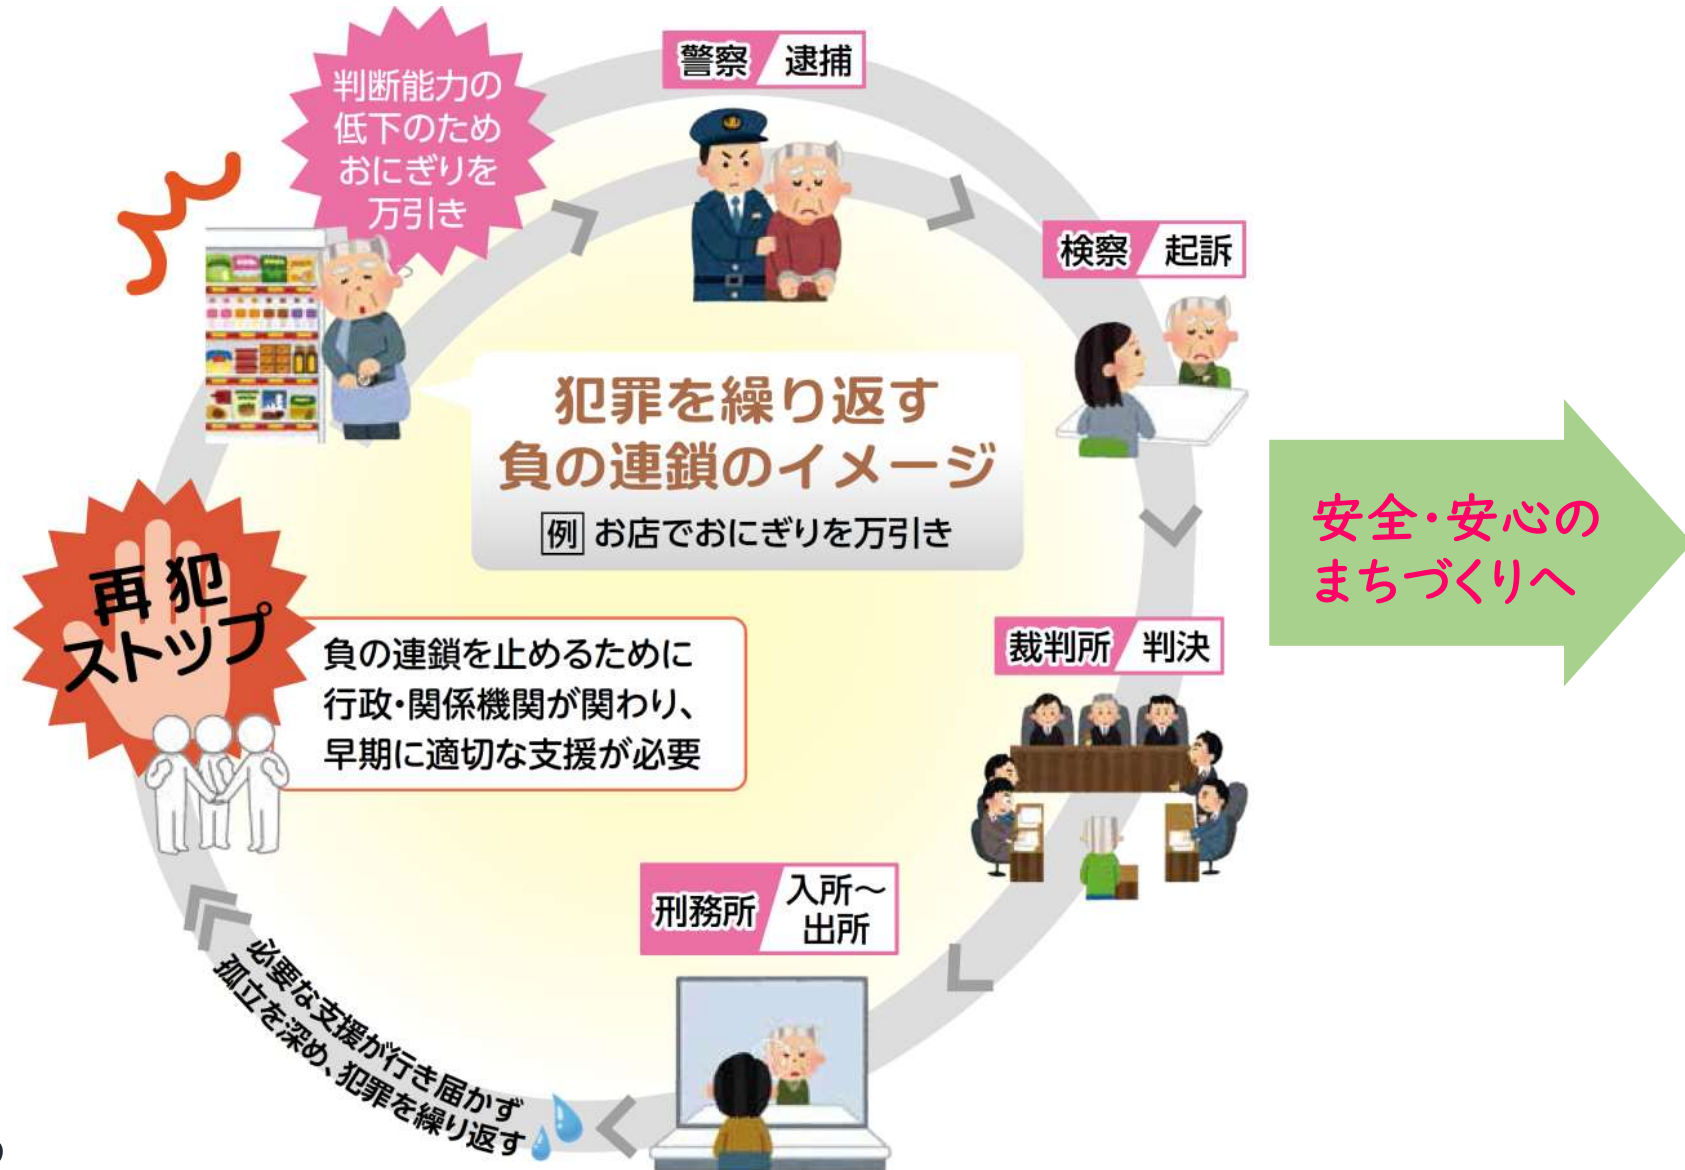 判断能力の
低下のため
おにぎりを
万引き
警察 逮捕
検察 起訴
犯罪を繰り返す
負の連鎖のイメージ
例 お店でおにぎりを万引き
安全・安心の
まちづくりへ
再犯
ストップ
負の連鎖を止めるために
行政・関係機関が関わり、
早期に適切な支援が必要
裁判所 判決
刑務所 入所～
出所
必要な支援が行き届かず
孤立を深め、犯罪を繰り返す